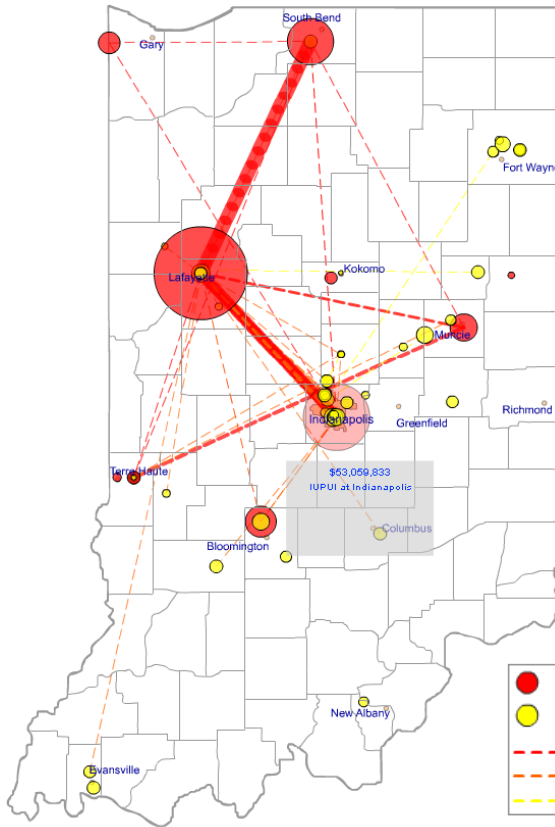 South Bend
Gary
Fort Wayne
Kokomo
Lafayette
Muncie
Indianapolis
Greenfield
Richmond
$53,059,833
IUPUI at Indianapolis
Terre Haute
Columbus
Bloomington
New Albany
Evansville